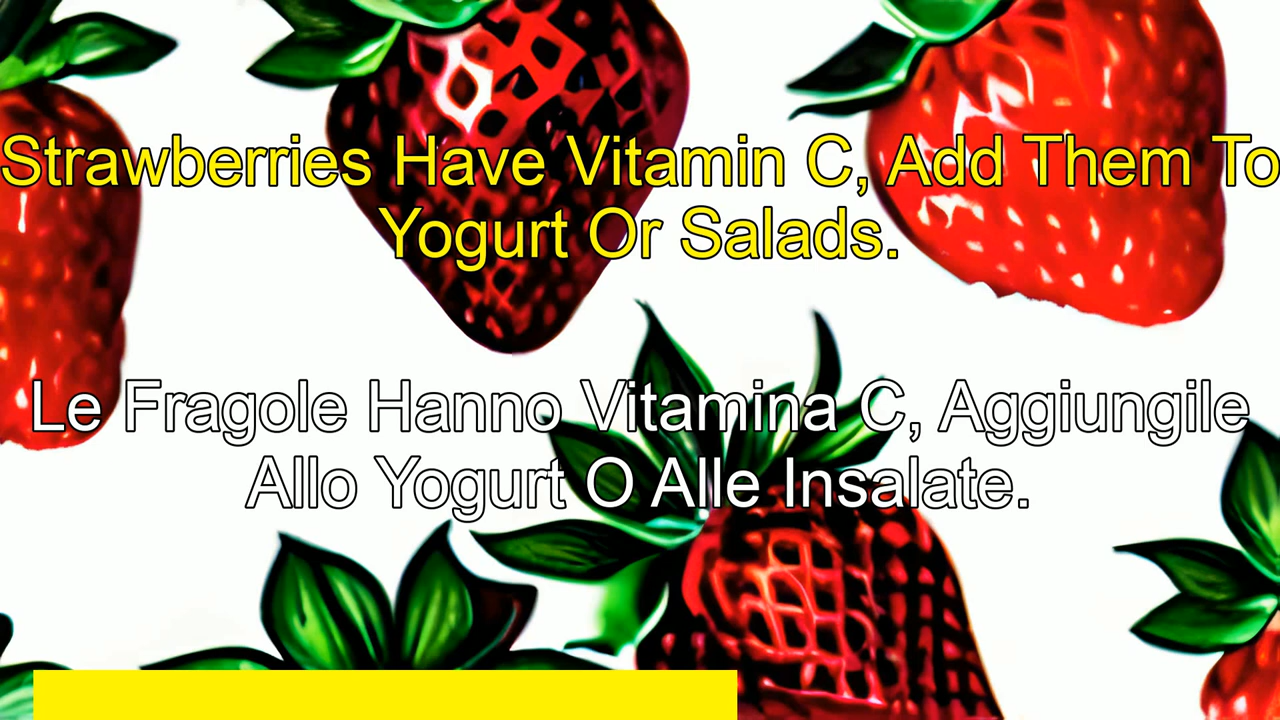 Strawberries Have Vitamin C, Add Them To
Yogurt Or Salads.
Le Fragole Hanno Vitamina C, Aggiungile
Allo Yogurt O Alle Insalate.